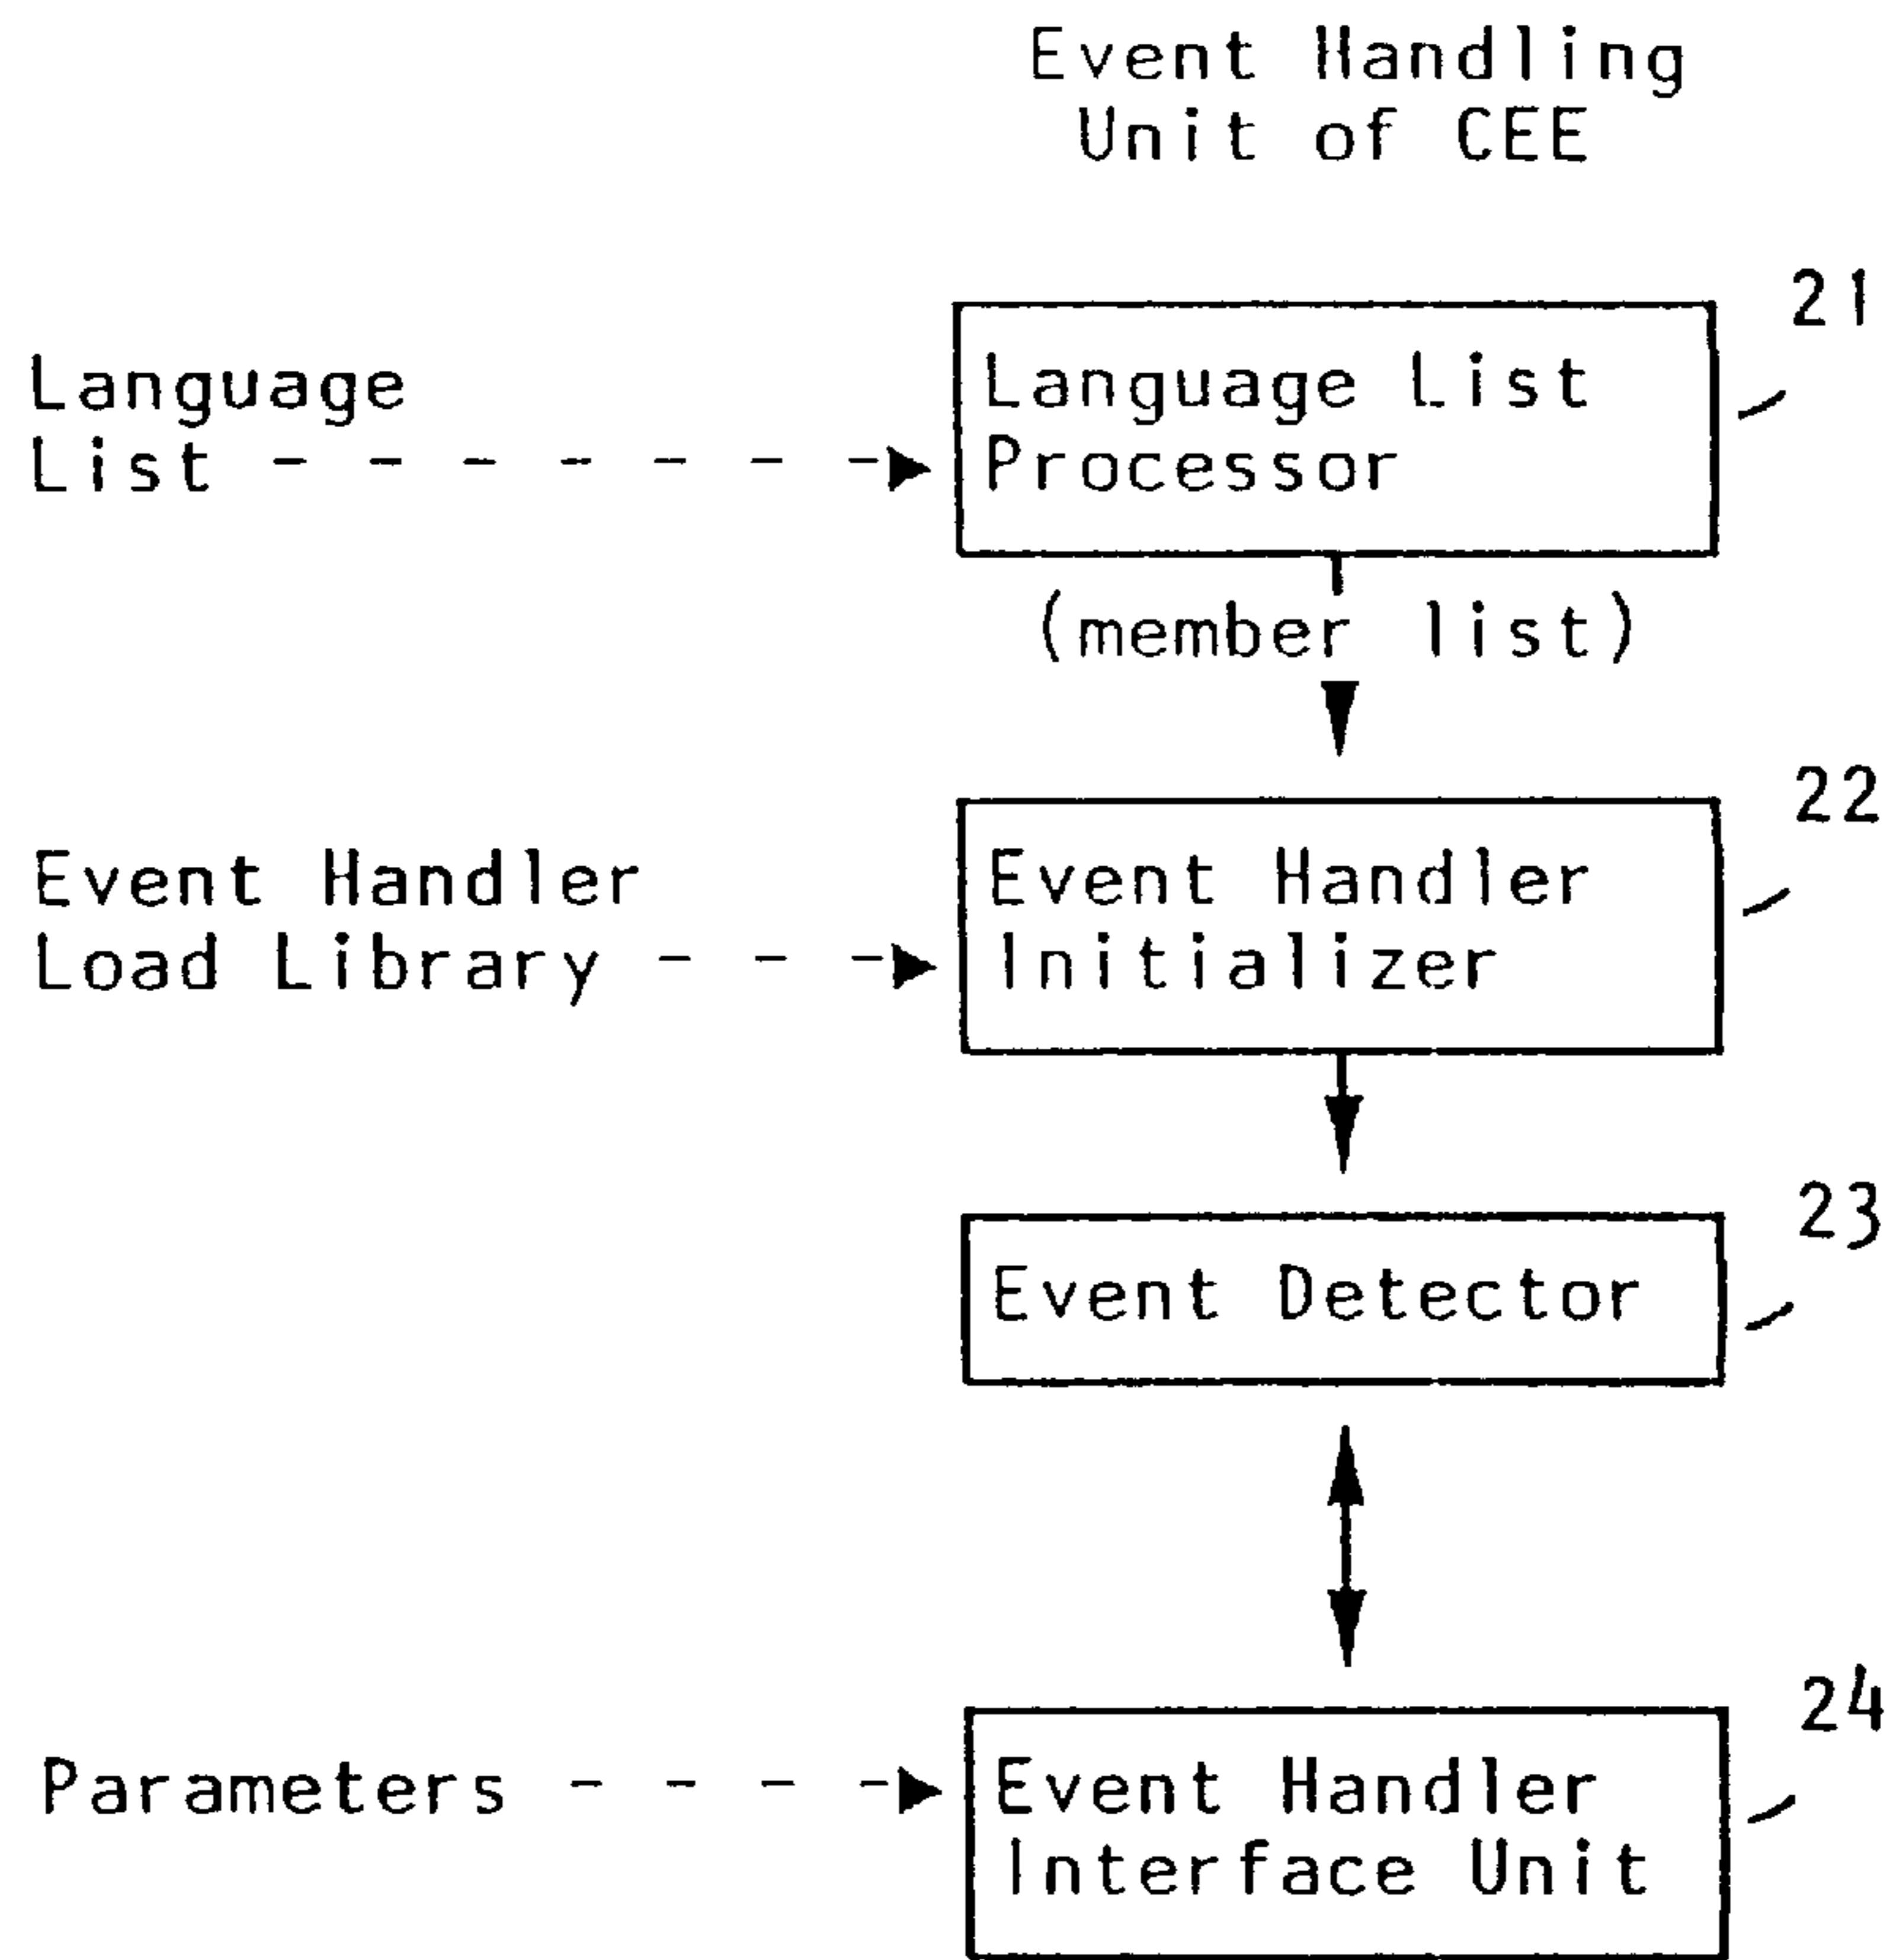 Event Handling
Unit of CEE
21
Language
List
Language List
Processor
(member list)
22
Event Handler
Load Library
Event Handler
Initializer
23
Event Detector
24
Parameters
Event Handler
Interface Unit